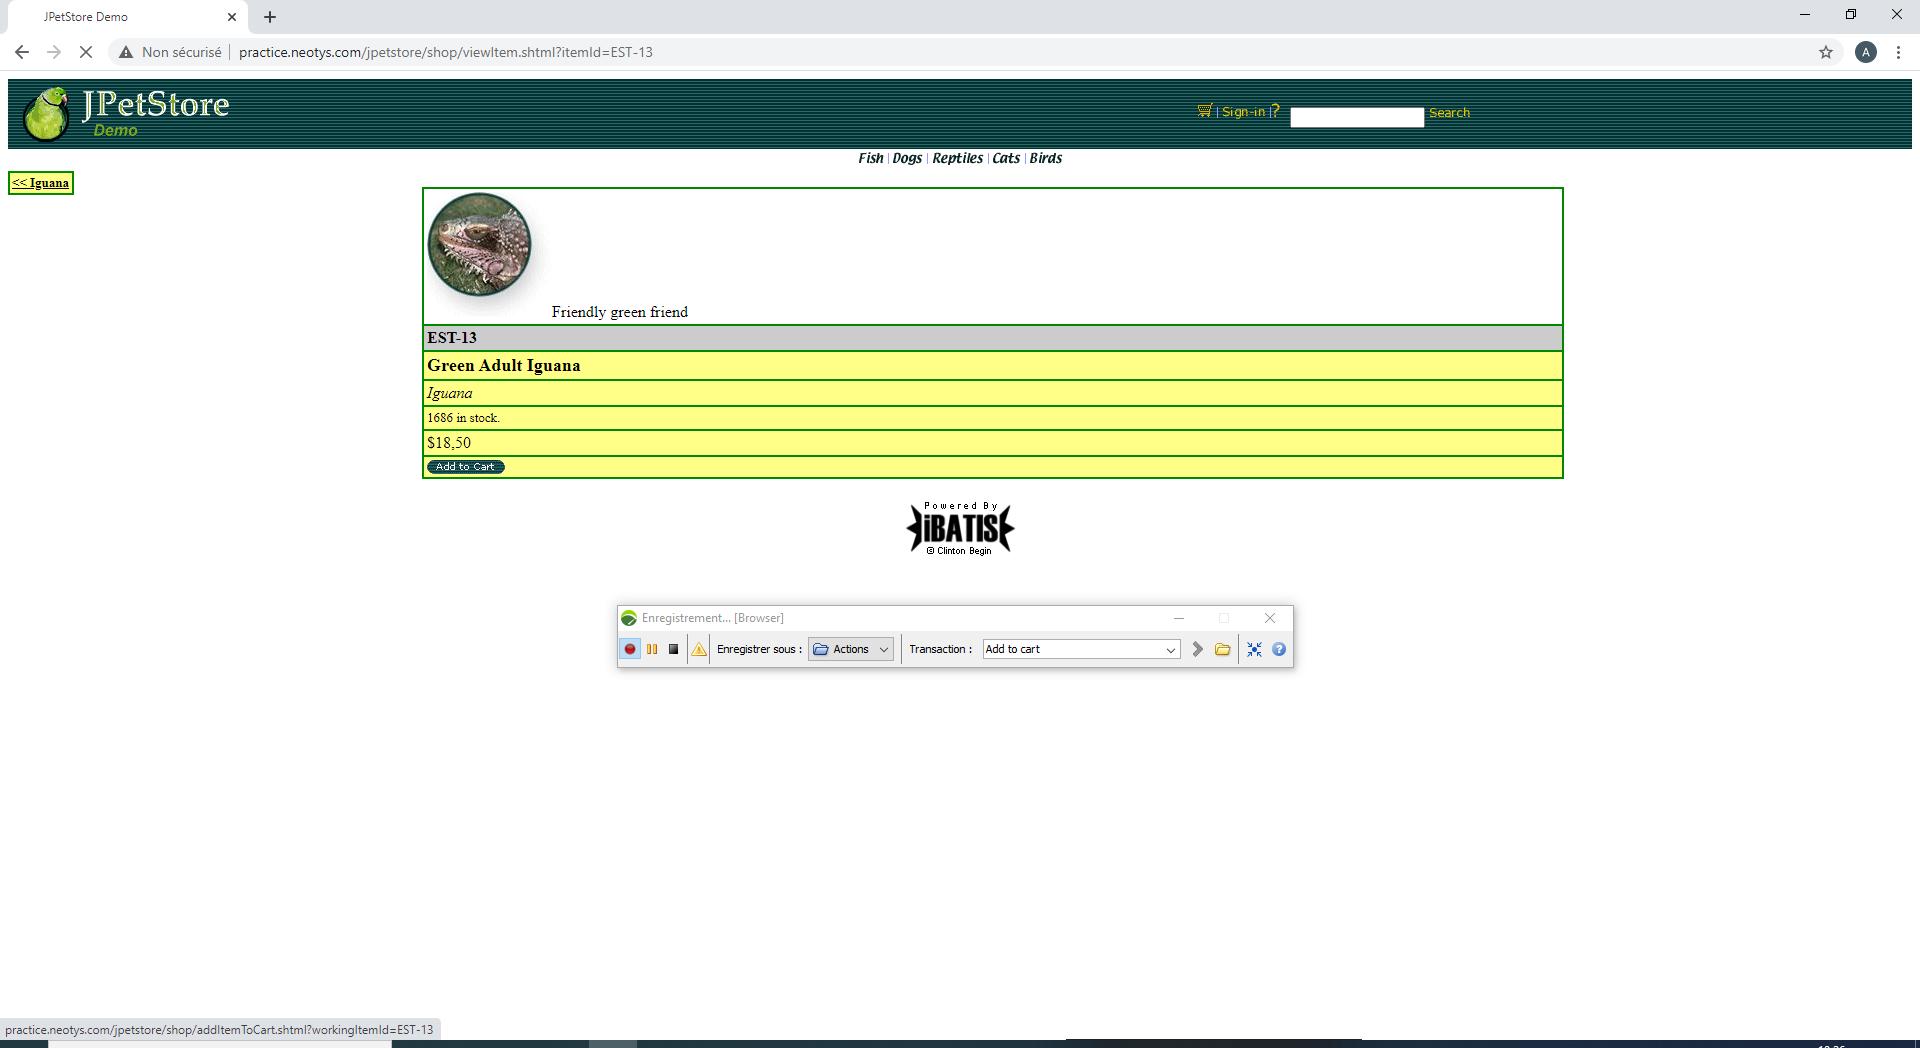 JPetStore Demo
Non sécurisé practice.neotys.com/jpetstore/shop/viewItem.shtml?itemId=EST-13
A
JPetStore
Demo
| Sign-in |? Search
Fish | Dogs | Reptiles | Cats | Birds
<< Iguana
Friendly green friend
EST-13
Green Adult Iguana
Iguana
1686 in stock.
$18,50
Add to Cart
Powered By
iBATIS
© Clinton Begin
Enregistrement... [Browser]
Enregistrer sous : Actions Transaction : Add to cart ?
practice.neotys.com/jpetstore/shop/addItemToCart.shtml?workingItemId=EST-13